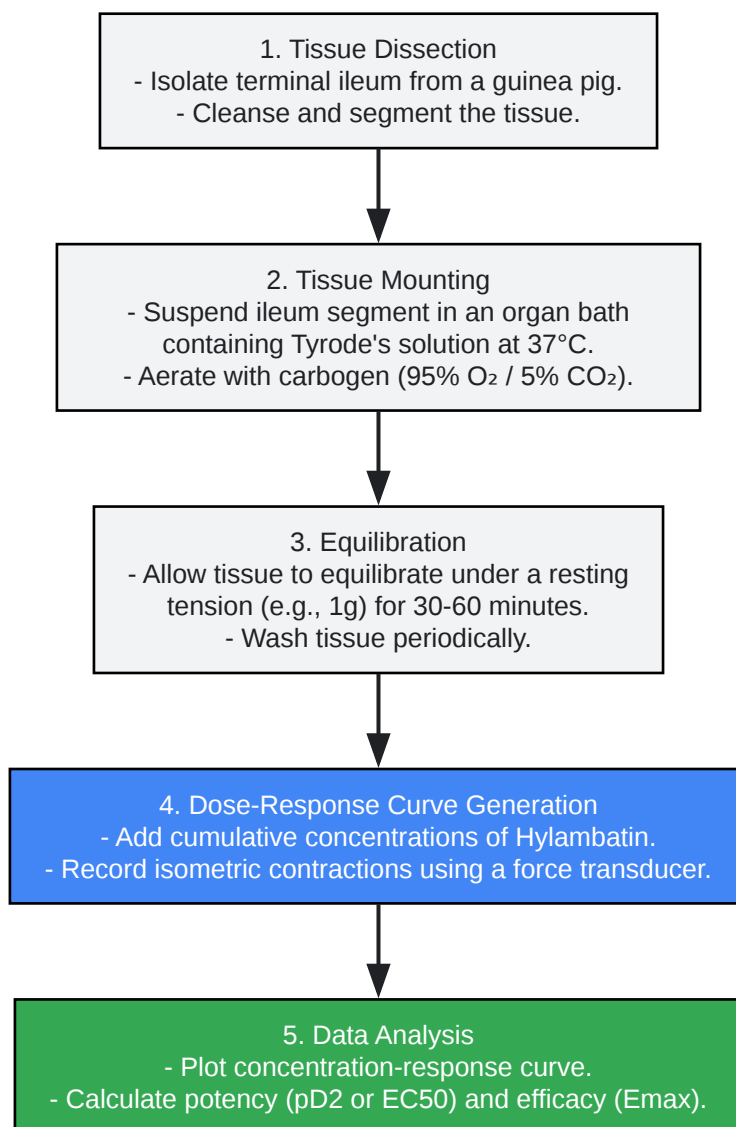 1. Tissue Dissection
- Isolate terminal ileum from a guinea pig.
- Cleanse and segment the tissue.
2. Tissue Mounting
- Suspend ileum segment in an organ bath
containing Tyrode's solution at 37°C.
- Aerate with carbogen (95% O₂ / 5% CO₂).
3. Equilibration
- Allow tissue to equilibrate under a resting
tension (e.g., 1g) for 30-60 minutes.
- Wash tissue periodically.
4. Dose-Response Curve Generation
- Add cumulative concentrations of Hylambatin.
- Record isometric contractions using a force transducer.
5. Data Analysis
- Plot concentration-response curve.
- Calculate potency (pD2 or EC50) and efficacy (Emax).